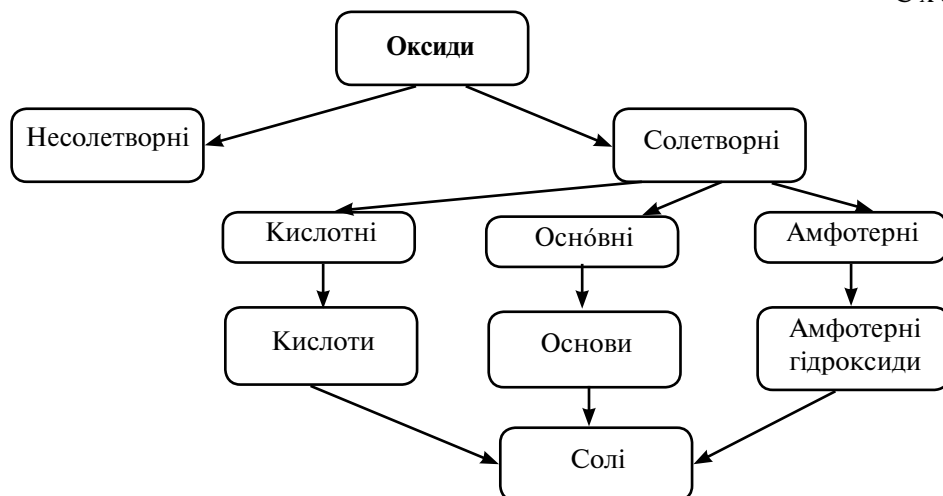 Оксиди
Несолетворні
Солетворні
Кислотні
Оснóвні
Амфотерні
Кислоти
Основи
Амфотерні
гідроксиди
Солі